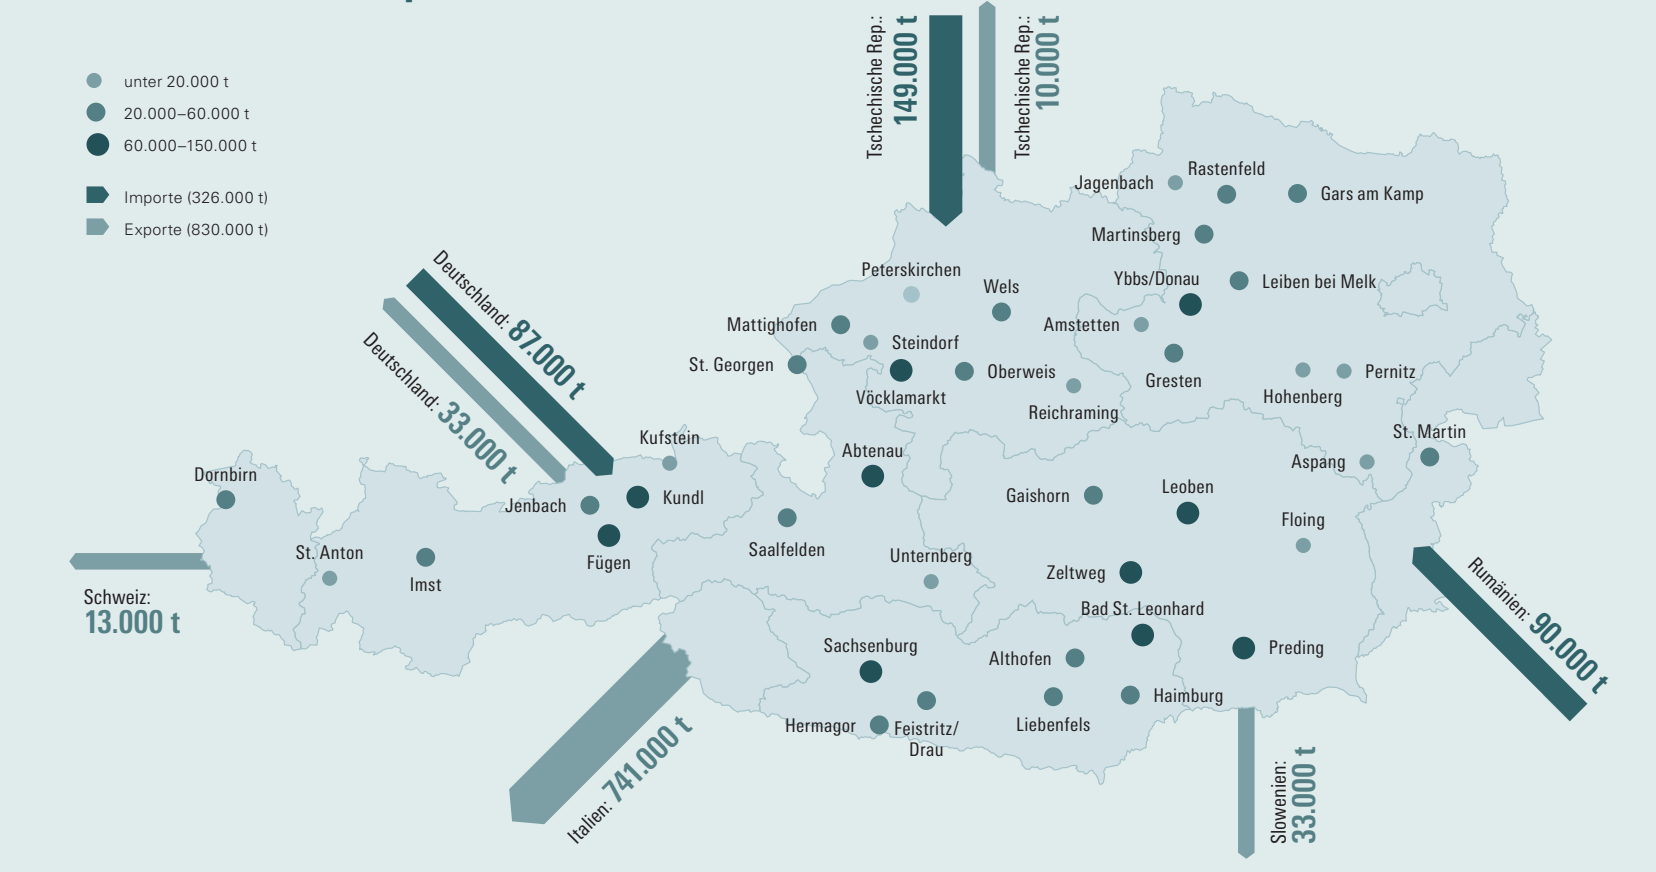 unter 20.000 t
20.000–60.000 t
60.000–150.000 t
Importe (326.000 t)
Exporte (830.000 t)
Tschechische Rep.:
149.000 t
Tschechische Rep.:
10.000 t
Deutschland: 87.000 t
Deutschland: 33.000 t
Jagenbach
Rastenfeld
Gars am Kamp
Martinsberg
Peterskirchen
Wels
Ybbs/Donau
Leiben bei Melk
Mattighofen
Steindorf
Amstetten
St. Georgen
Vöcklamarkt
Oberweis
Reichraming
Gresten
Hohenberg
Pernitz
Kufstein
Abtenau
St. Martin
Aspang
Dornbirn
Jenbach
Kundl
Gaishorn
Leoben
Floing
St. Anton
Imst
Fügen
Saalfelden
Unternberg
Zeltweg
Bad St. Leonhard
Schweiz:
13.000 t
Rumänien: 90.000 t
Sachsenburg
Althofen
Preding
Haimburg
Hermagor
Feistritz/
Drau
Liebenfels
Italien: 741.000 t
Slowenien:
33.000 t